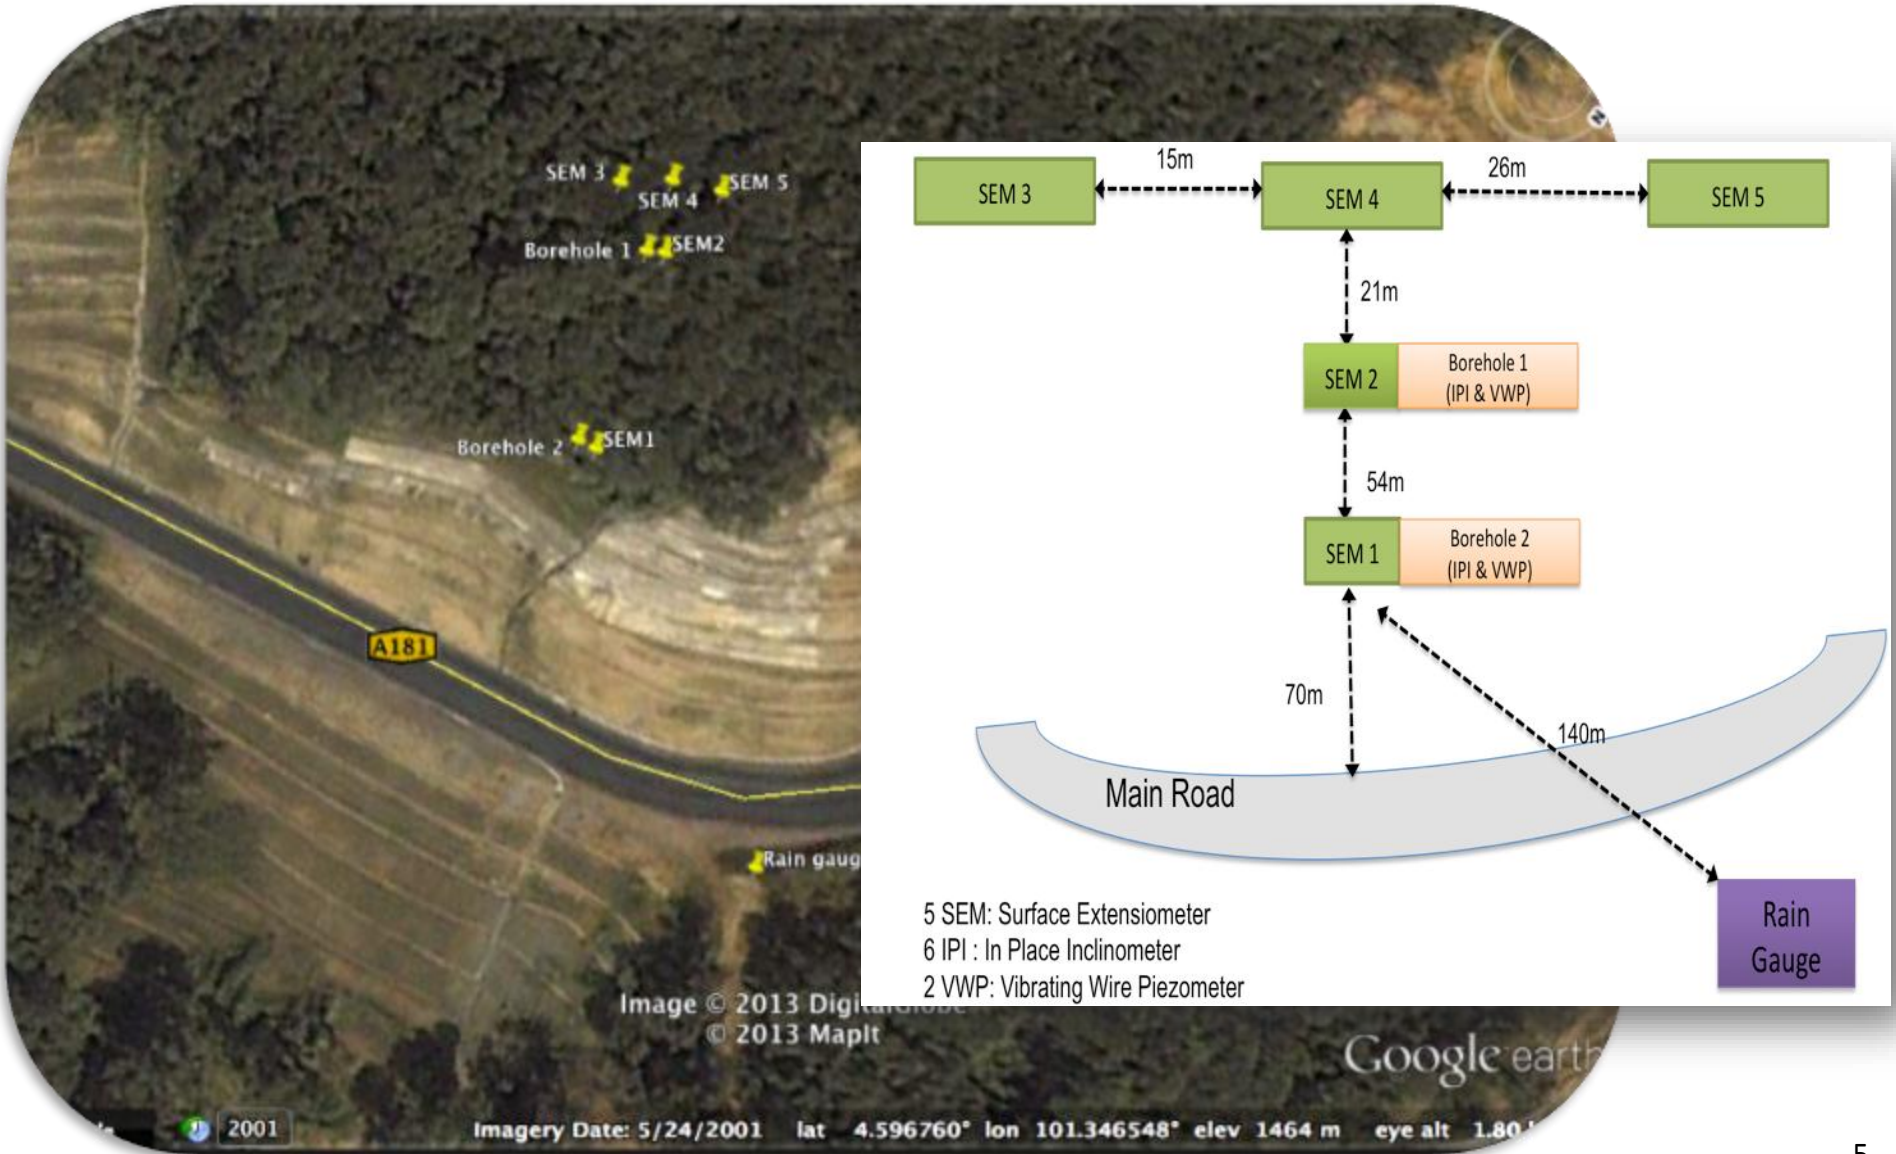 SEM 3
SEM 4
SEM 5
Borehole 1
SEM2
Borehole 2
SEM1
A181
Rain gaug
Image © 2013
© 2013 MapIt
Google earth
2001
Imagery Date: 5/24/2001 lat 4.596760° lon 101.346548° elev 1464 m eye alt 1.80
N
SEM 3
15m
SEM 4
26m
SEM 5
21m
SEM 2
Borehole 1
(IPI & VWP)
54m
SEM 1
Borehole 2
(IPI & VWP)
70m
140m
Main Road
Rain
Gauge
5 SEM: Surface Extensiometer
6 IPI : In Place Inclinometer
2 VWP: Vibrating Wire Piezometer
5